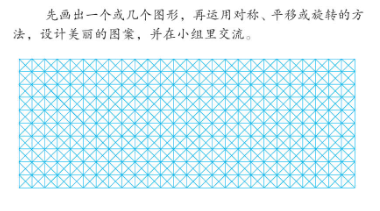 先画出一个或几个图形，再运用对称、平移或旋转的方
法，设计美丽的图案，并在小组里交流。